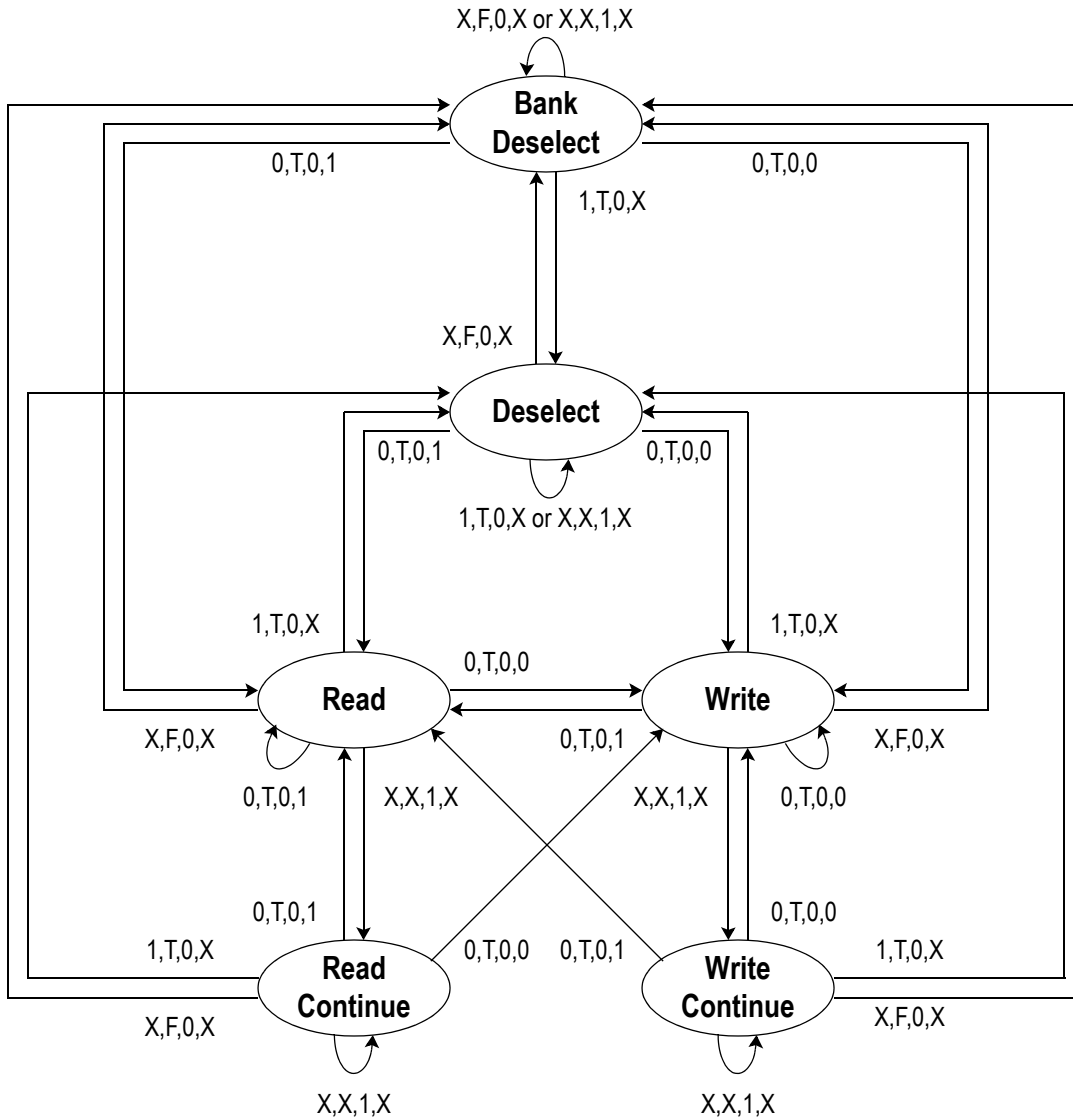 X,F,0,X or X,X,1,X
Bank
Deselect
0,T,0,1
0,T,0,0
1,T,0,X
X,F,0,X
Deselect
0,T,0,1
0,T,0,0
1,T,0,X or X,X,1,X
1,T,0,X
1,T,0,X
0,T,0,0
Read
Write
X,F,0,X
0,T,0,1
X,F,0,X
0,T,0,1
X,X,1,X
X,X,1,X
0,T,0,0
0,T,0,1
0,T,0,0
1,T,0,X
0,T,0,0
0,T,0,1
1,T,0,X
Read
Continue
Write
Continue
X,F,0,X
X,F,0,X
X,X,1,X
X,X,1,X